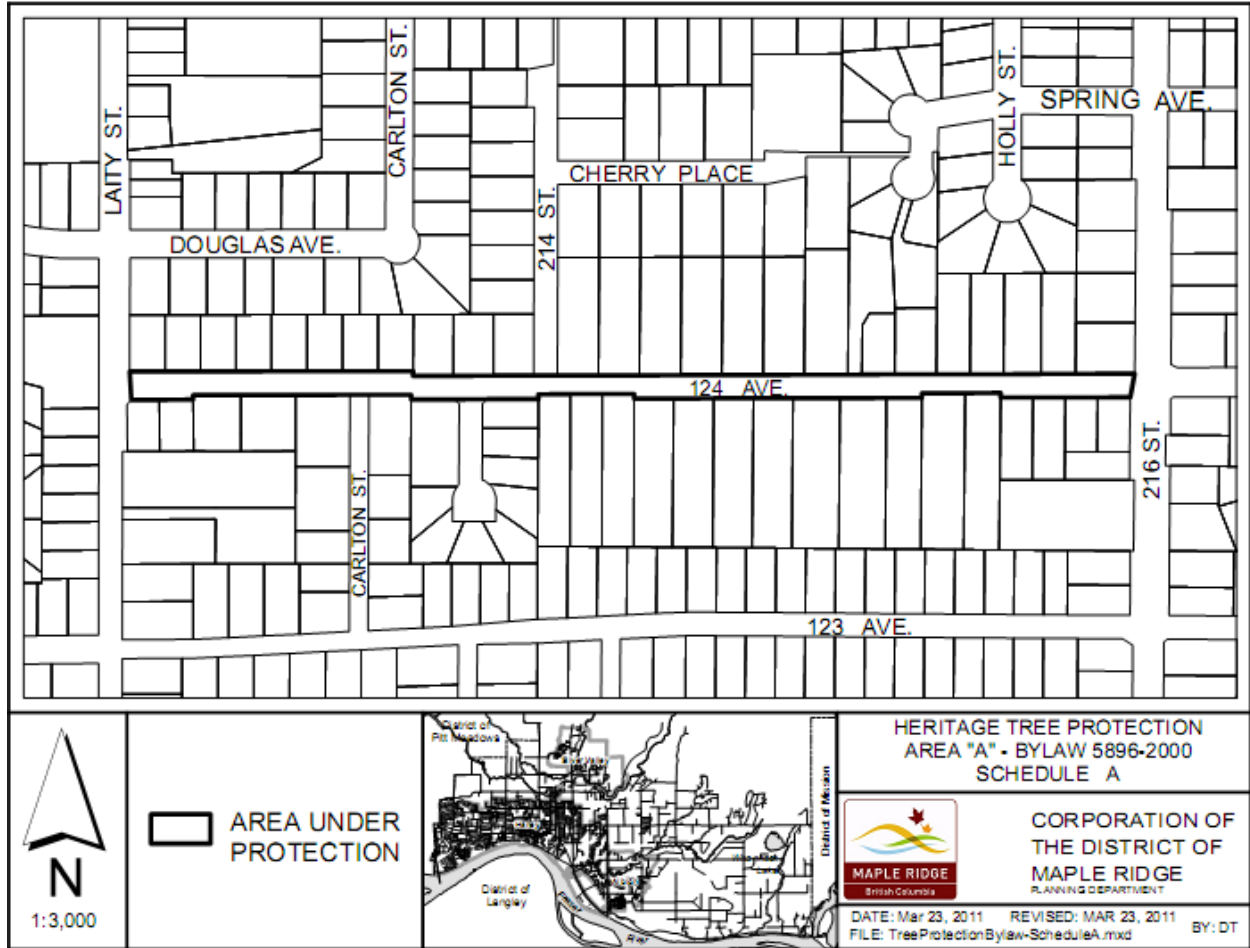 LAITY ST.
CARLTON ST.
214 ST.
CHERRY PLACE
HOLLY ST.
SPRING AVE.
DOUGLAS AVE.
124 AVE.
CARLTON ST.
216 ST.
123 AVE.
N
1:3,000
AREA UNDER
PROTECTION
District of
Pitt Meadows
District of
Langley
River
District of Mission
HERITAGE TREE PROTECTION
AREA "A" - BYLAW 5896-2000
SCHEDULE A
MAPLE RIDGE
British Columbia
CORPORATION OF
THE DISTRICT OF
MAPLE RIDGE
PLANNING DEPARTMENT
DATE: Mar 23, 2011 REVISED: MAR 23, 2011
FILE: TreeProtectionBylaw-ScheduleA.mxd BY: DT